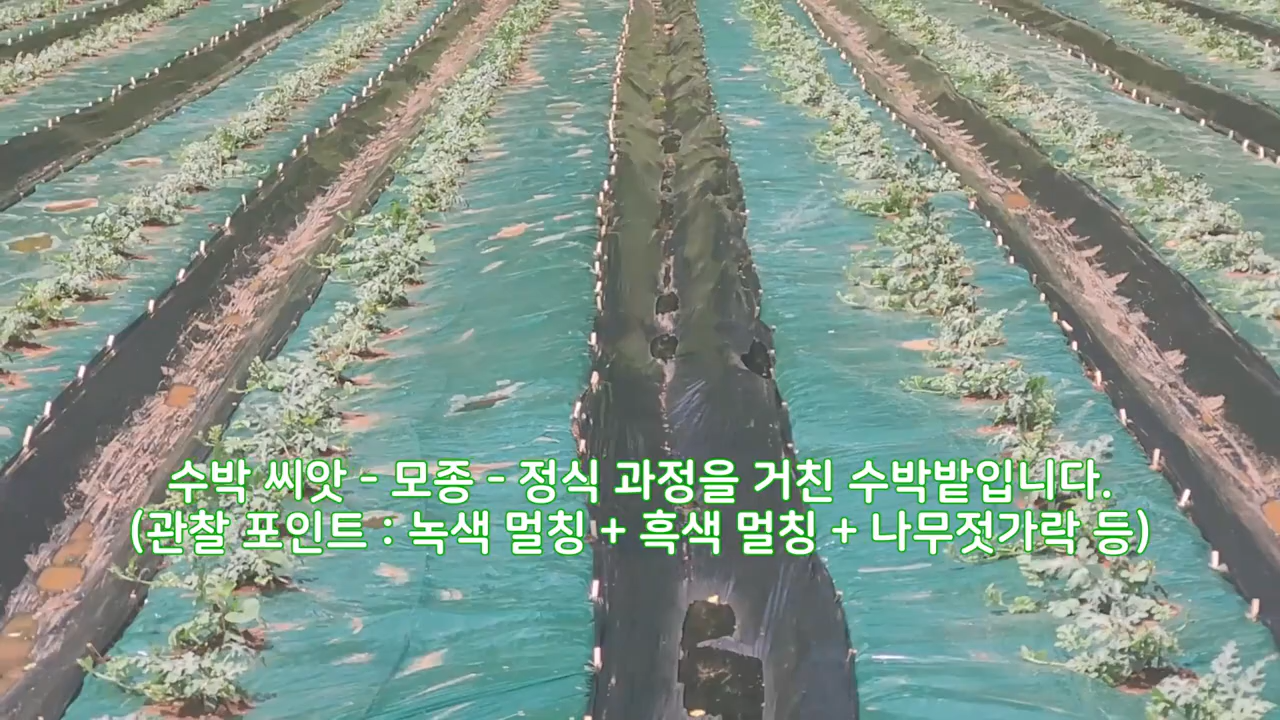 수박 씨앗 - 모종 - 정식 과정을 거친 수박밭입니다.
(관찰 포인트 : 녹색 멀칭 + 흑색 멀칭 + 나무젓가락 등)